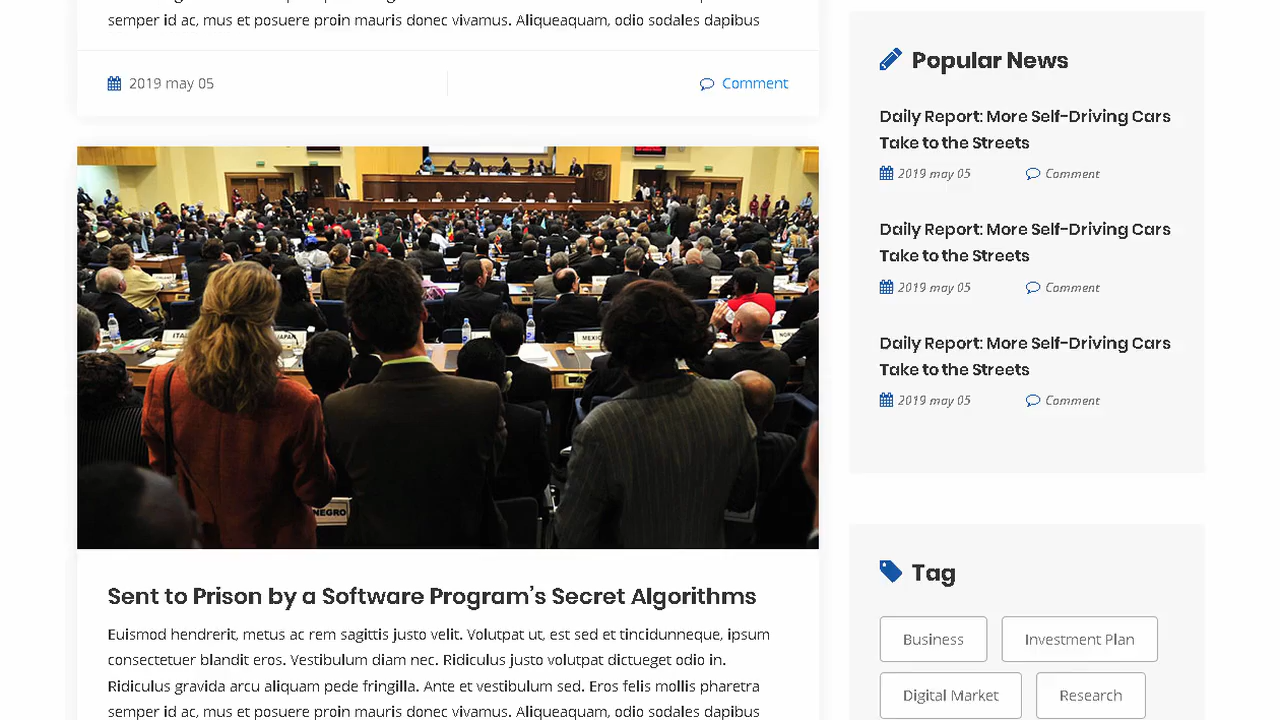 semper id ac, mus et posuere proin mauris donec vivamus. Aliqueaquam, odio sodales dapibus
2019 may 05
Comment
ITAL
JAPAN
MEXIC
NEGRO
Sent to Prison by a Software Program's Secret Algorithms
Euismod hendrerit, metus ac rem sagittis justo velit. Volutpat ut, est sed et tincidunneque, ipsum
consectetuer blandit eros. Vestibulum diam nec. Ridiculus justo volutpat dictueget odio in.
Ridiculus gravida arcu aliquam pede fringilla. Ante et vestibulum sed. Eros felis mollis pharetra
semper id ac, mus et posuere proin mauris donec vivamus. Aliqueaquam, odio sodales dapibus
Popular News
Daily Report: More Self-Driving Cars
Take to the Streets
2019 may 05 Comment
Daily Report: More Self-Driving Cars
Take to the Streets
2019 may 05 Comment
Daily Report: More Self-Driving Cars
Take to the Streets
2019 may 05 Comment
Tag
Business
Investment Plan
Digital Market
Research